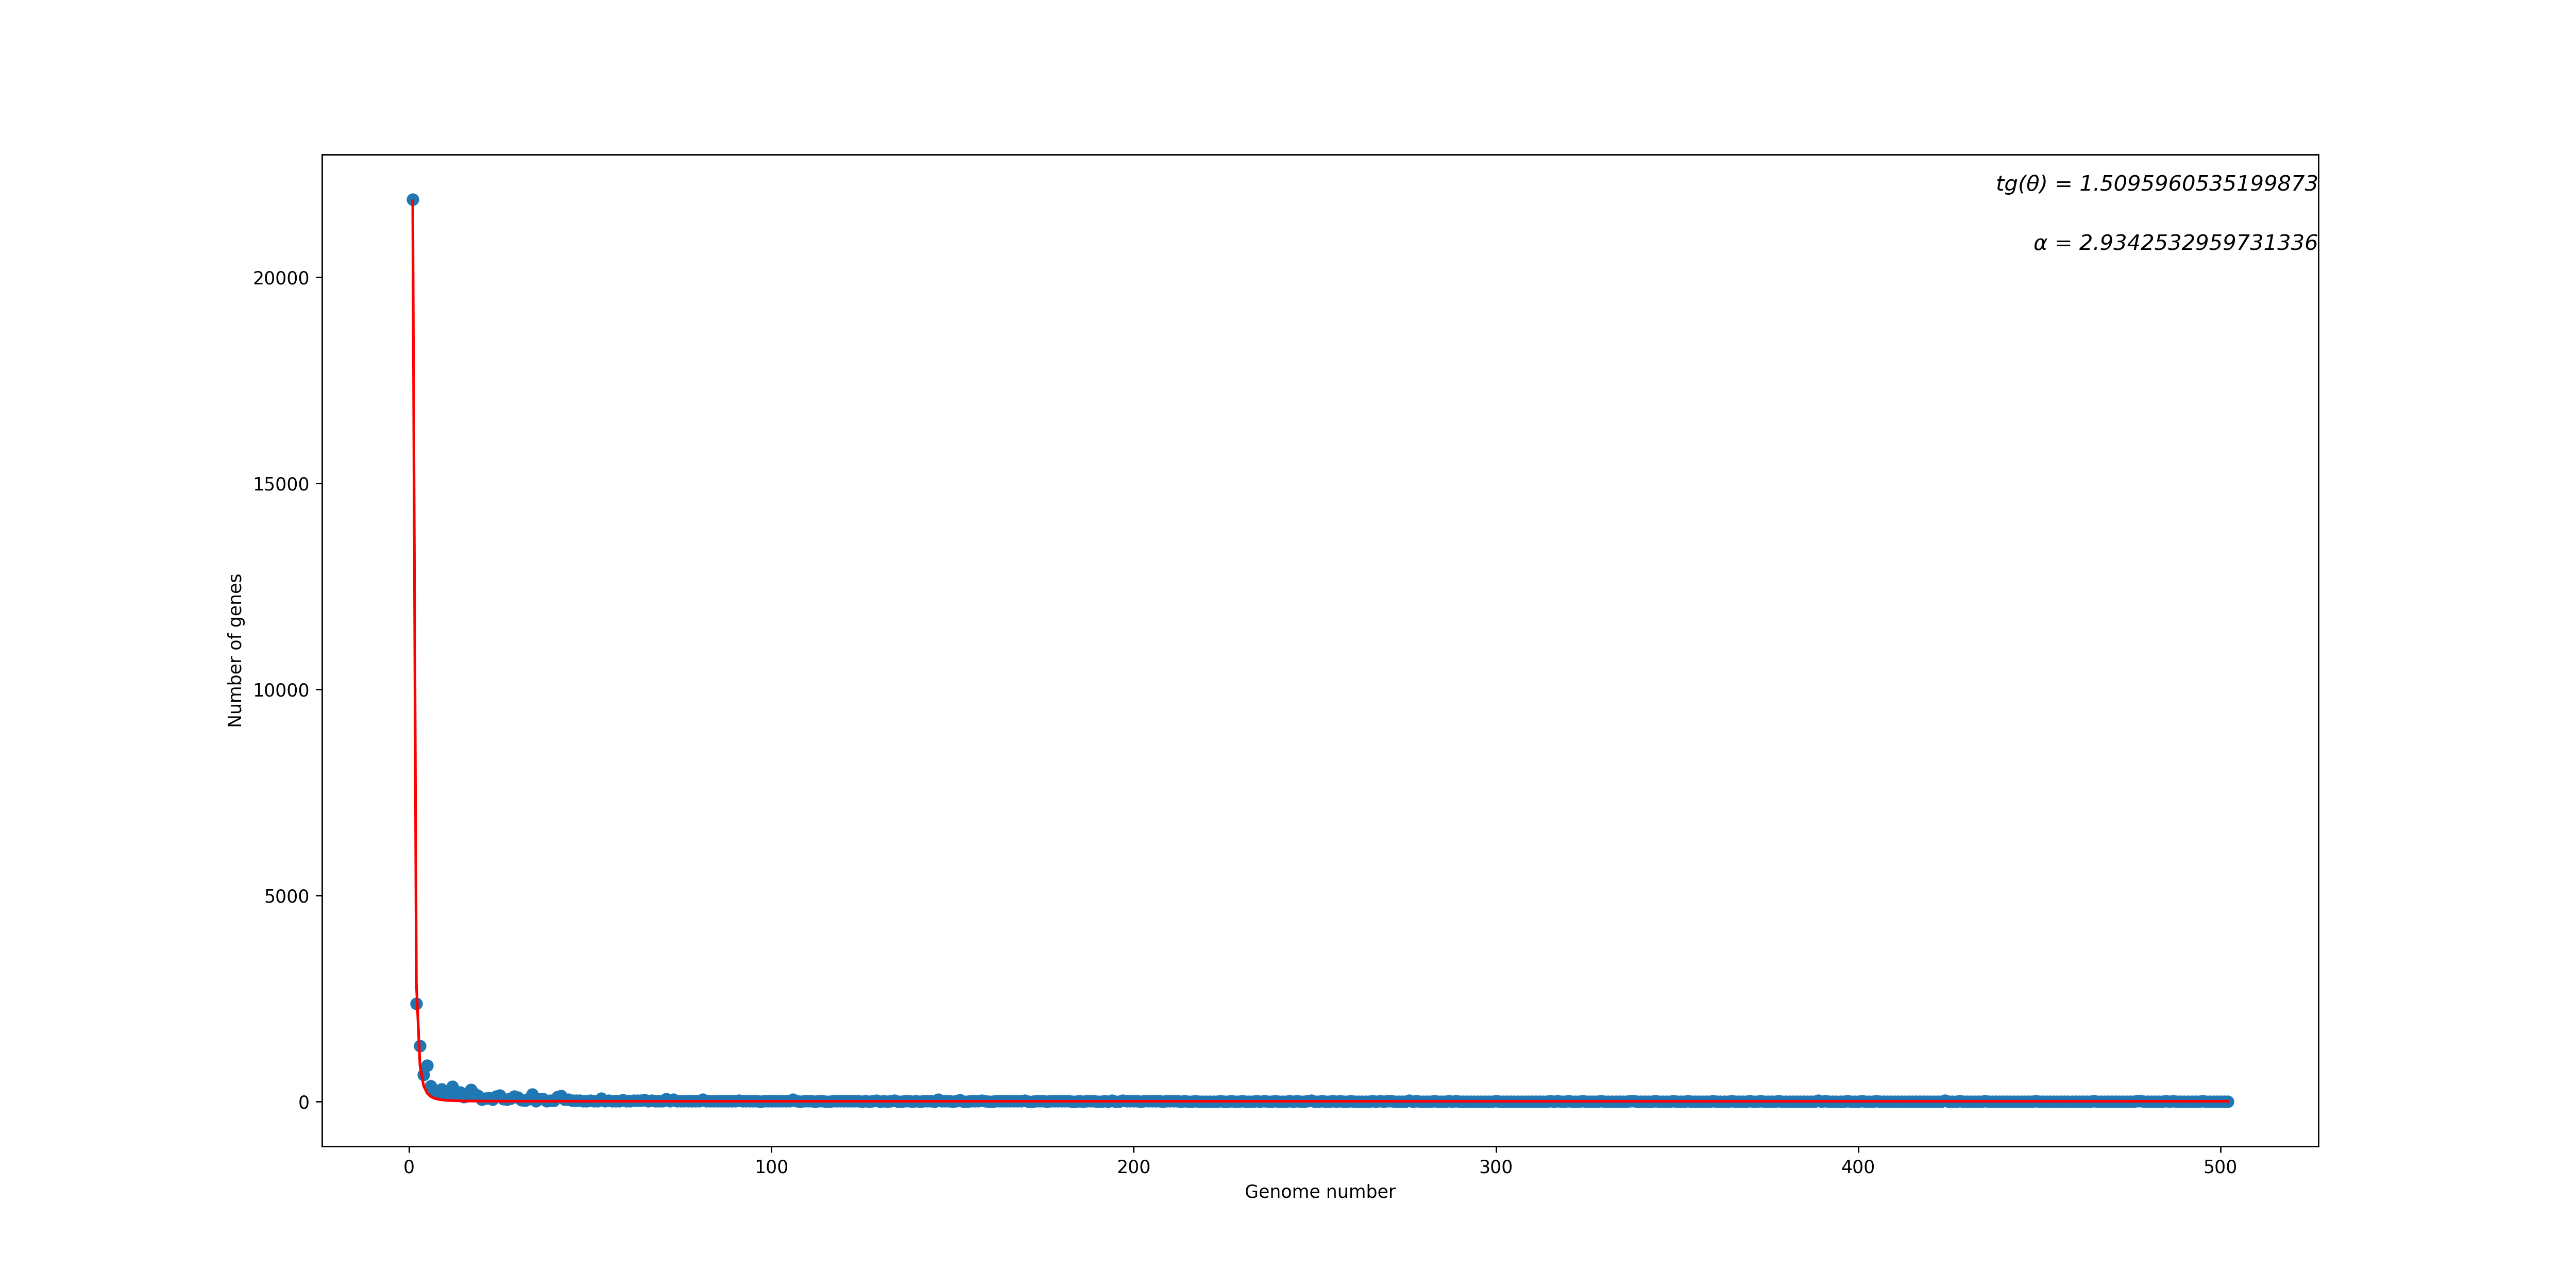 tg(θ) = 1.5095960535199873
α = 2.9342532959731336
20000
15000
10000
5000
0
Number of genes
0 100 200 300 400 500
Genome number